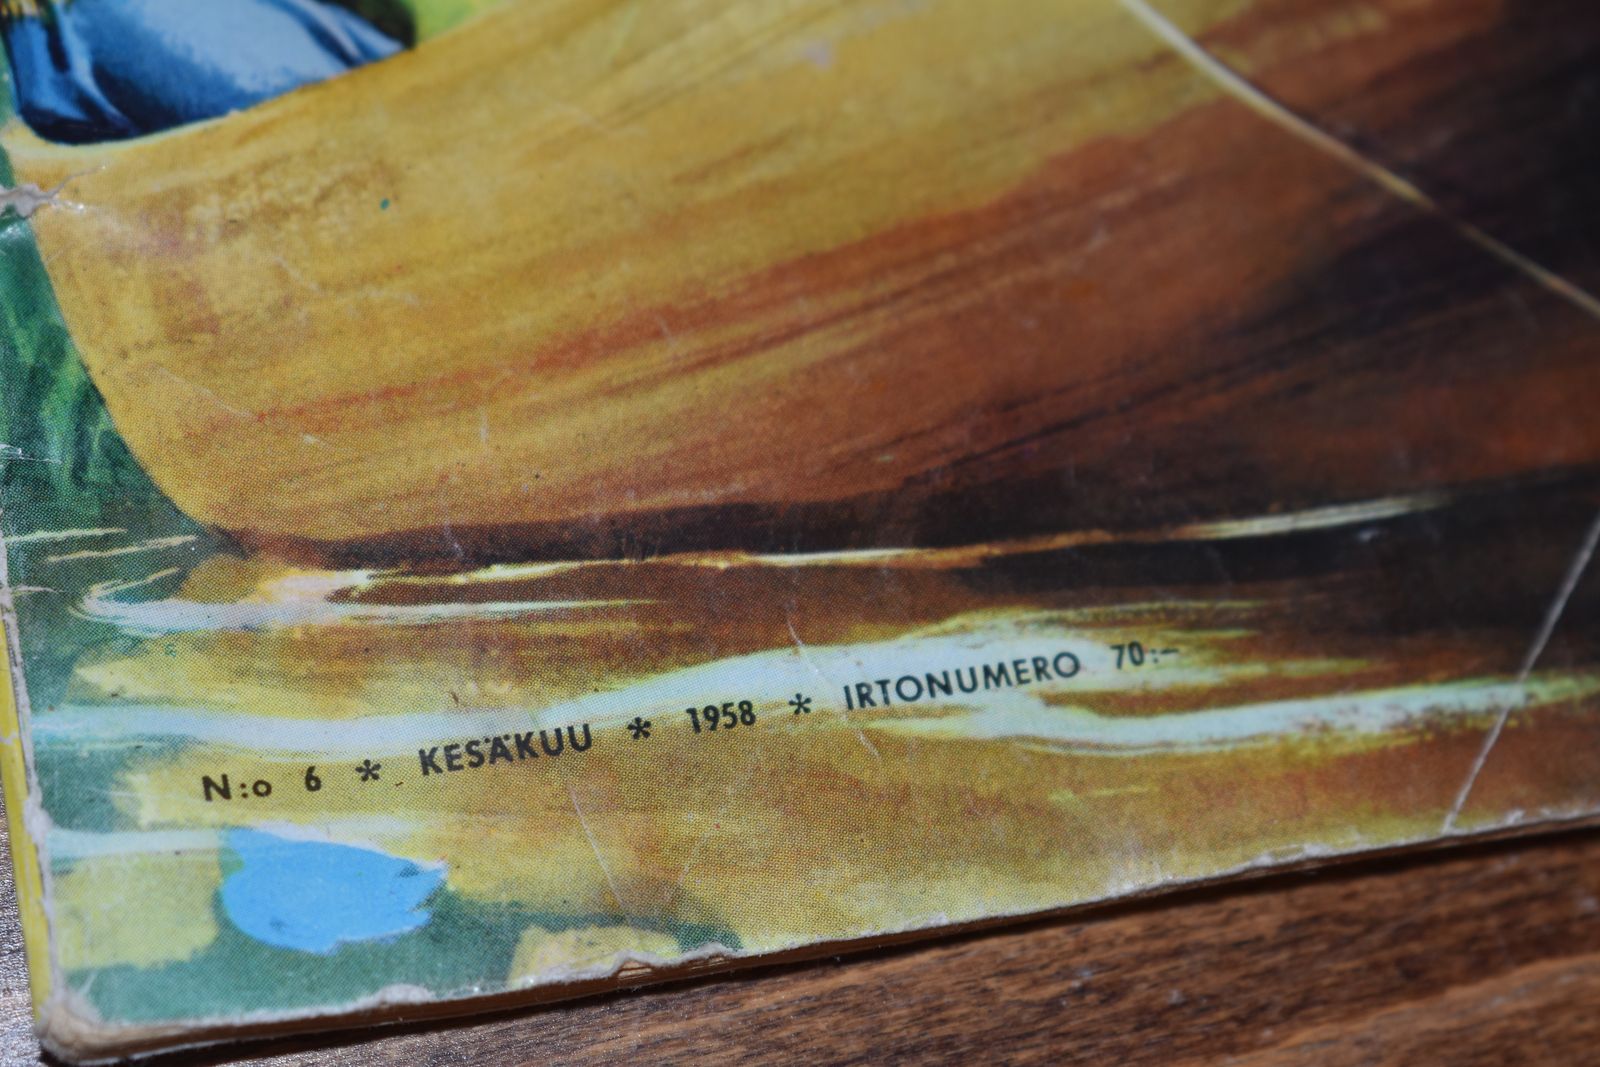 N:o 6 * KESÄKUU * 1958 * IRTONUMERO 70:–